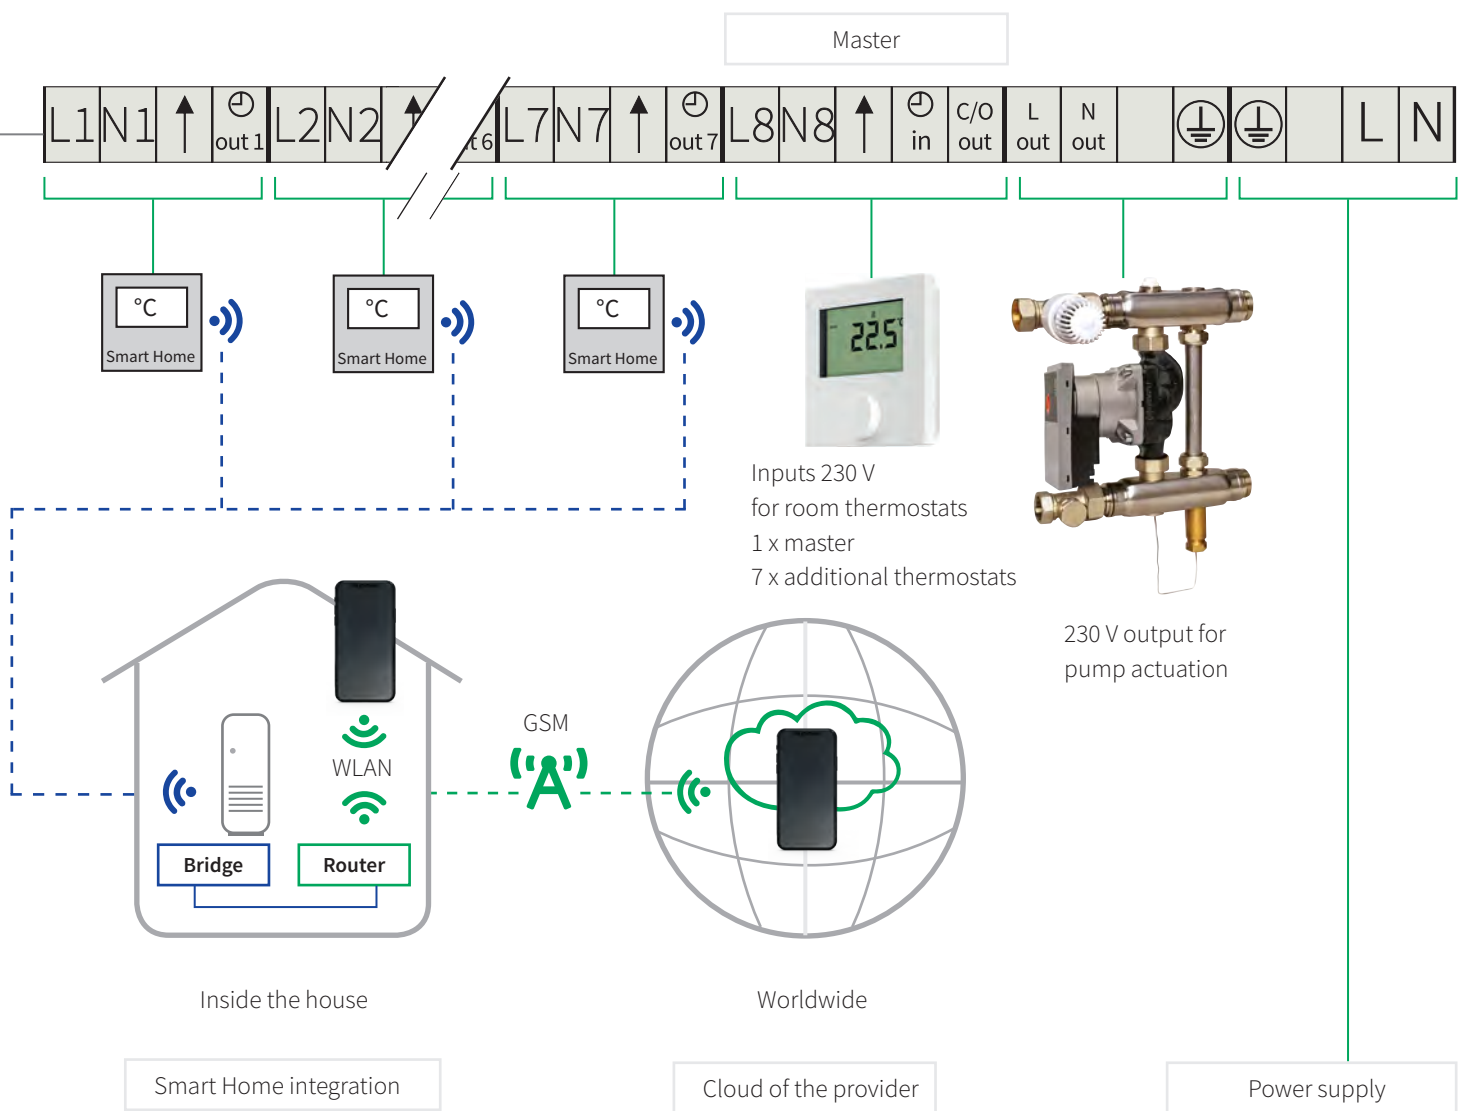 Master
L1 N1 out 1 L2 N2 t 6 L7 N7 out 7 L8 N8 in C/O out L out N out L N
°C
Smart Home
°C
Smart Home
°C
Smart Home
22.5°
Inputs 230 V
for room thermostats
1 x master
7 x additional thermostats
230 V output for
pump actuation
GSM
WLAN
Bridge
Router
Inside the house
Worldwide
Smart Home integration
Cloud of the provider
Power supply